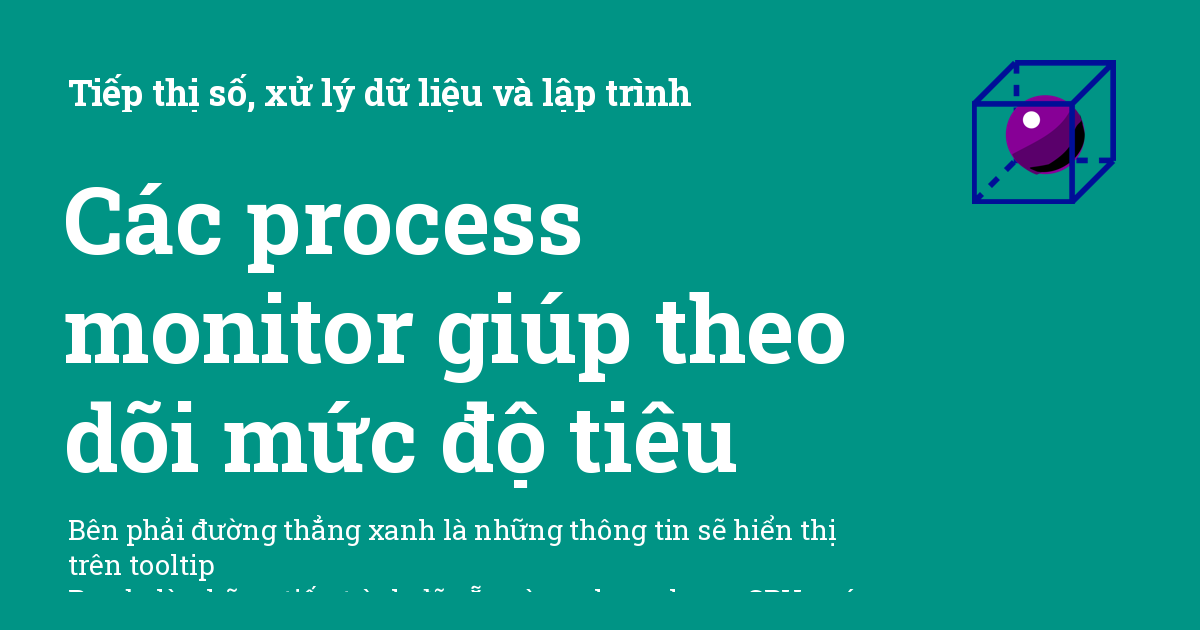 Tiếp thị số, xử lý dữ liệu và lập trình
Các process
monitor giúp theo
dõi mức độ tiêu
Bên phải đường thẳng xanh là những thông tin sẽ hiển thị
trên tooltip